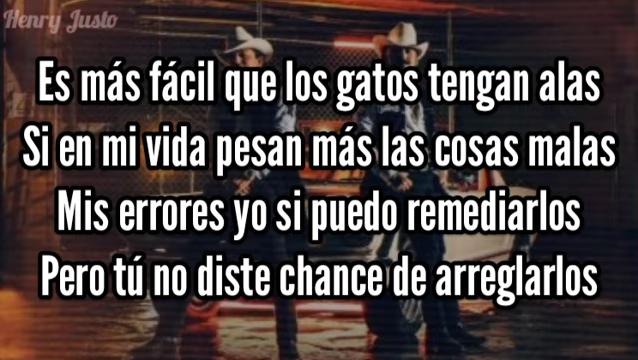 Henry Justo
Es más fácil que los gatos tengan alas
Si en mi vida pesan más las cosas malas
Mis errores yo si puedo remediarlos
Pero tú no diste chance de arreglarlos